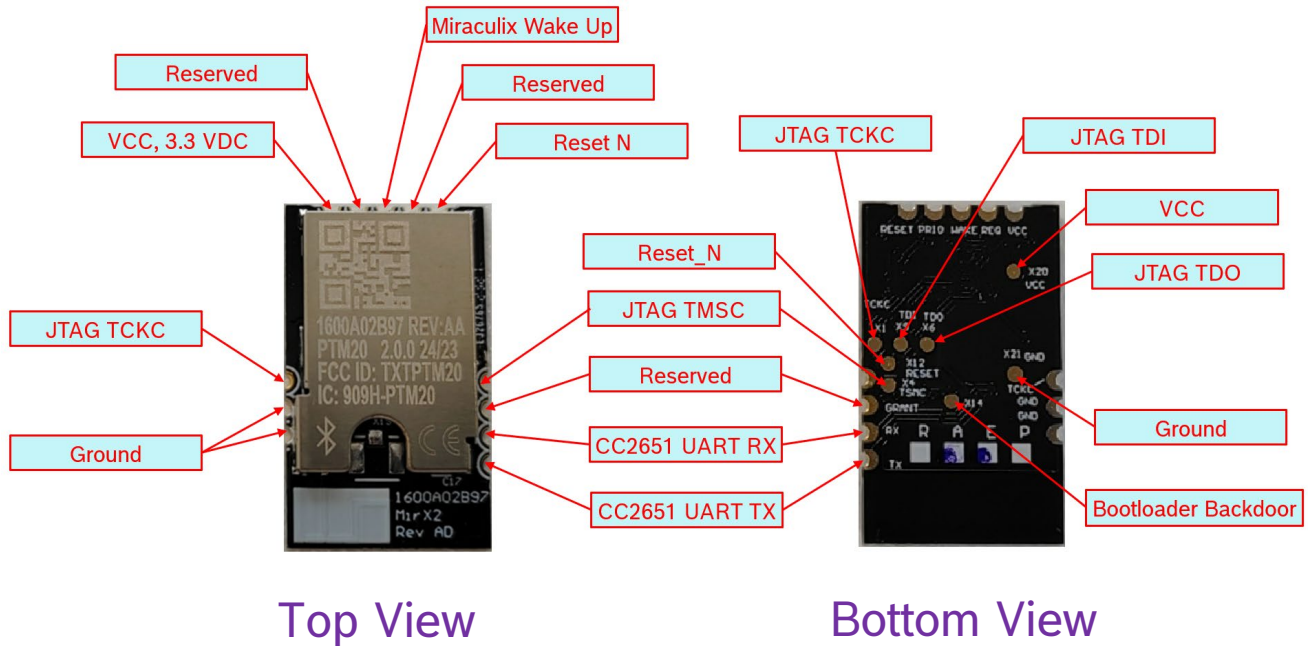 Miraculix Wake Up
Reserved
Reserved
VCC, 3.3 VDC
Reset N
JTAG TCKC
JTAG TDI
VCC
Reset_N
JTAG TDO
JTAG TCKC
JTAG TMSC
Reserved
Ground
CC2651 UART RX
Ground
CC2651 UART TX
Bootloader Backdoor
1600A02B97 REV:AA
PTM20 2.0.0 24/23
FCC ID: TXTPTM20
IC: 909H-PTM20
CE
C17
1600A02B97
MirX2
Rev AD
RESET PRIO WAKE REQ VCC
X20
VCC
TCKC
TDI TDO
X1 X5 X6
X12
RESET
X4
TSMC
X21 GND
TCKC
GND
GND
GRANT
X14
RX R A E P
TX
Top View
Bottom View